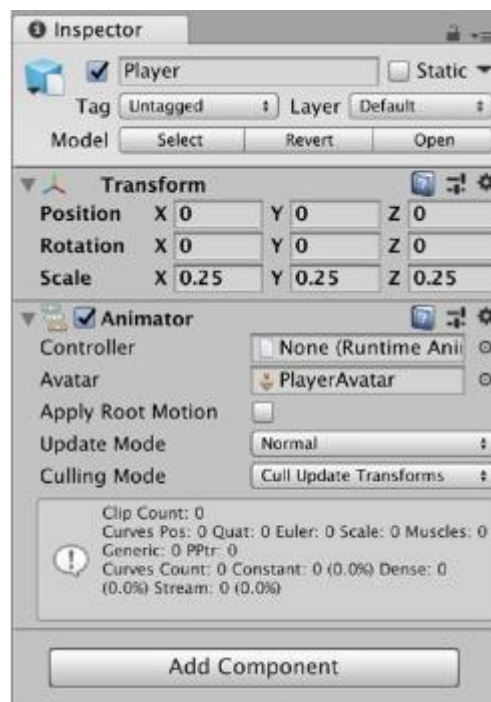 Inspector
Player Static
Tag Untagged Layer Default
Model Select Revert Open
Transform
Position X 0 Y 0 Z 0
Rotation X 0 Y 0 Z 0
Scale X 0.25 Y 0.25 Z 0.25
Animator
Controller None (Runtime Ani
Avatar PlayerAvatar
Apply Root Motion
Update Mode Normal
Culling Mode Cull Update Transforms
Clip Count: 0
Curves Pos: 0 Quat: 0 Euler: 0 Scale: 0 Muscles: 0
Generic: 0 PPtr: 0
Curves Count: 0 Constant: 0 (0.0%) Dense: 0
(0.0%) Stream: 0 (0.0%)
Add Component